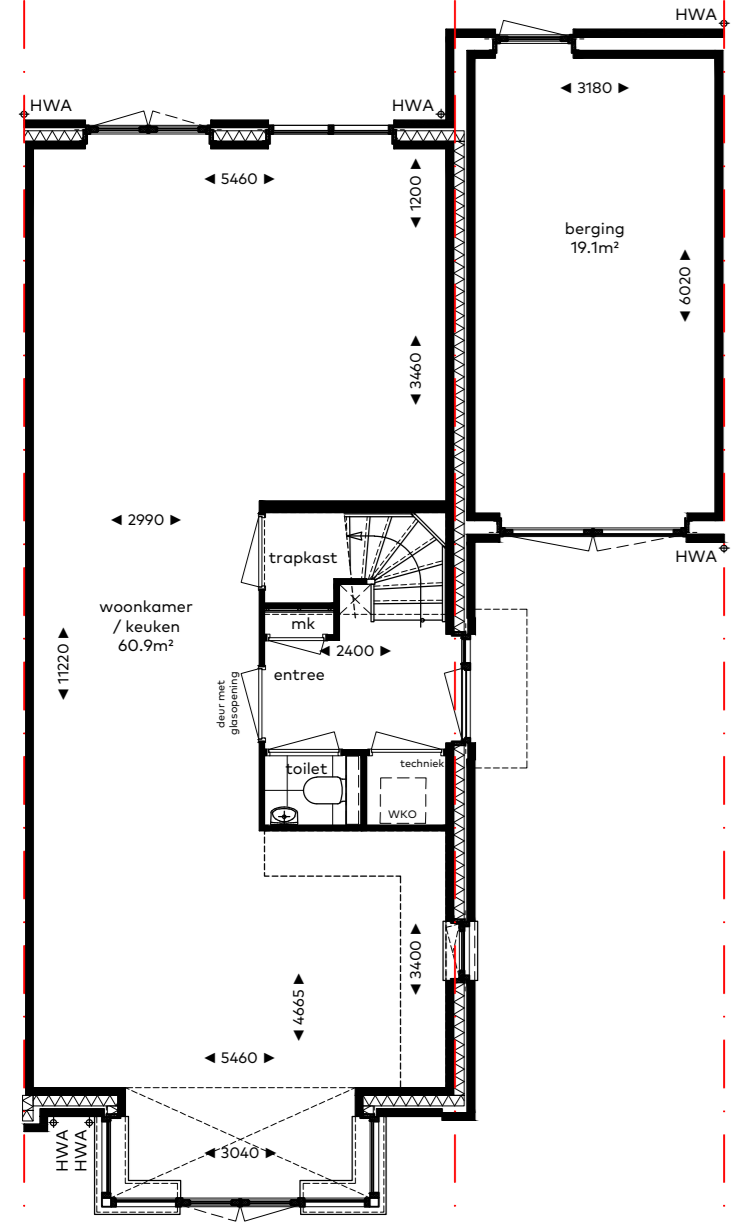 HWA
HWA
HWA
◄ 3180 ►
◄ 5460 ►
◄ 1200 ►
berging
19.1m²
◄ 6020 ►
◄ 3460 ►
◄ 2990 ►
trapkast
HWA
woonkamer
/ keuken
60.9m²
mk
◄ 2400 ►
◄ 11220 ►
entree
deur met
glasopening
toilet
techniek
WKO
◄ 3400 ►
◄ 4665 ►
◄ 5460 ►
HWA
HWA
◄ 3040 ►